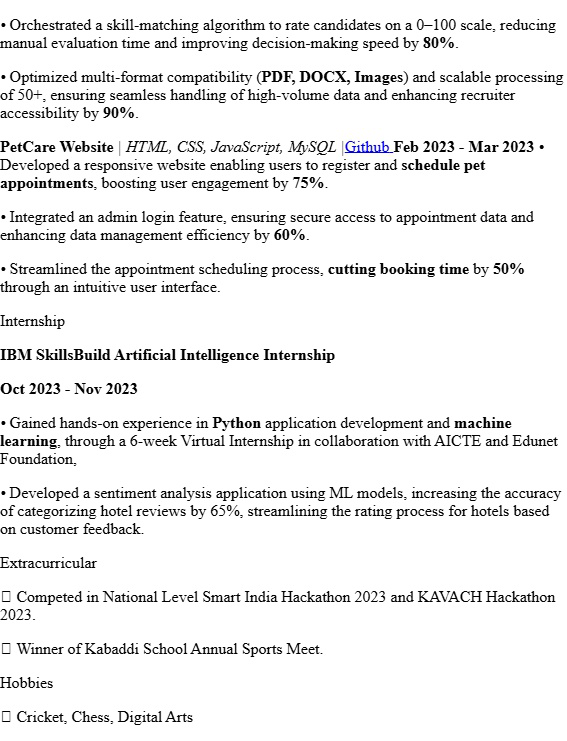 • Orchestrated a skill-matching algorithm to rate candidates on a 0–100 scale, reducing
manual evaluation time and improving decision-making speed by 80%.
• Optimized multi-format compatibility (PDF, DOCX, Images) and scalable processing
of 50+, ensuring seamless handling of high-volume data and enhancing recruiter
accessibility by 90%.
PetCare Website | HTML, CSS, JavaScript, MySQL |Github Feb 2023 - Mar 2023 •
Developed a responsive website enabling users to register and schedule pet
appointments, boosting user engagement by 75%.
• Integrated an admin login feature, ensuring secure access to appointment data and
enhancing data management efficiency by 60%.
• Streamlined the appointment scheduling process, cutting booking time by 50%
through an intuitive user interface.
Internship
IBM SkillsBuild Artificial Intelligence Internship
Oct 2023 - Nov 2023
• Gained hands-on experience in Python application development and machine
learning, through a 6-week Virtual Internship in collaboration with AICTE and Edunet
Foundation,
• Developed a sentiment analysis application using ML models, increasing the accuracy
of categorizing hotel reviews by 65%, streamlining the rating process for hotels based
on customer feedback.
Extracurricular
□ Competed in National Level Smart India Hackathon 2023 and KAVACH Hackathon
2023.
□ Winner of Kabaddi School Annual Sports Meet.
Hobbies
□ Cricket, Chess, Digital Arts